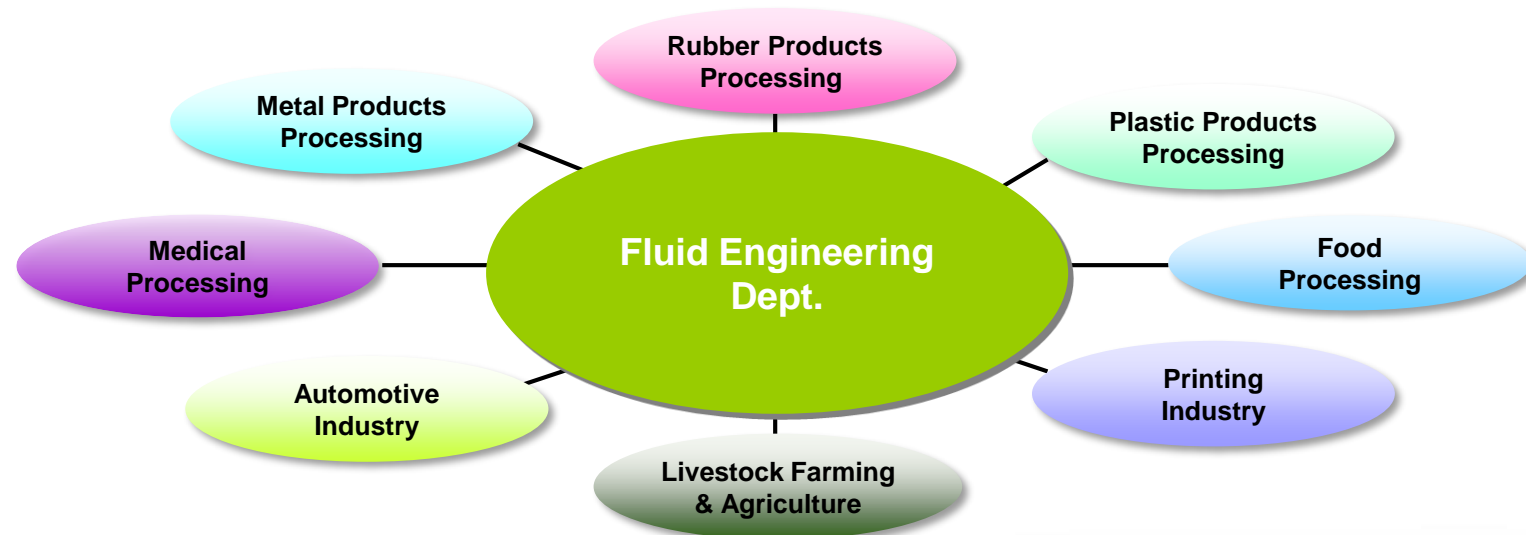 Rubber Products
Processing
Metal Products
Processing
Plastic Products
Processing
Medical
Processing
Fluid Engineering
Dept.
Food
Processing
Automotive
Industry
Printing
Industry
Livestock Farming
& Agriculture